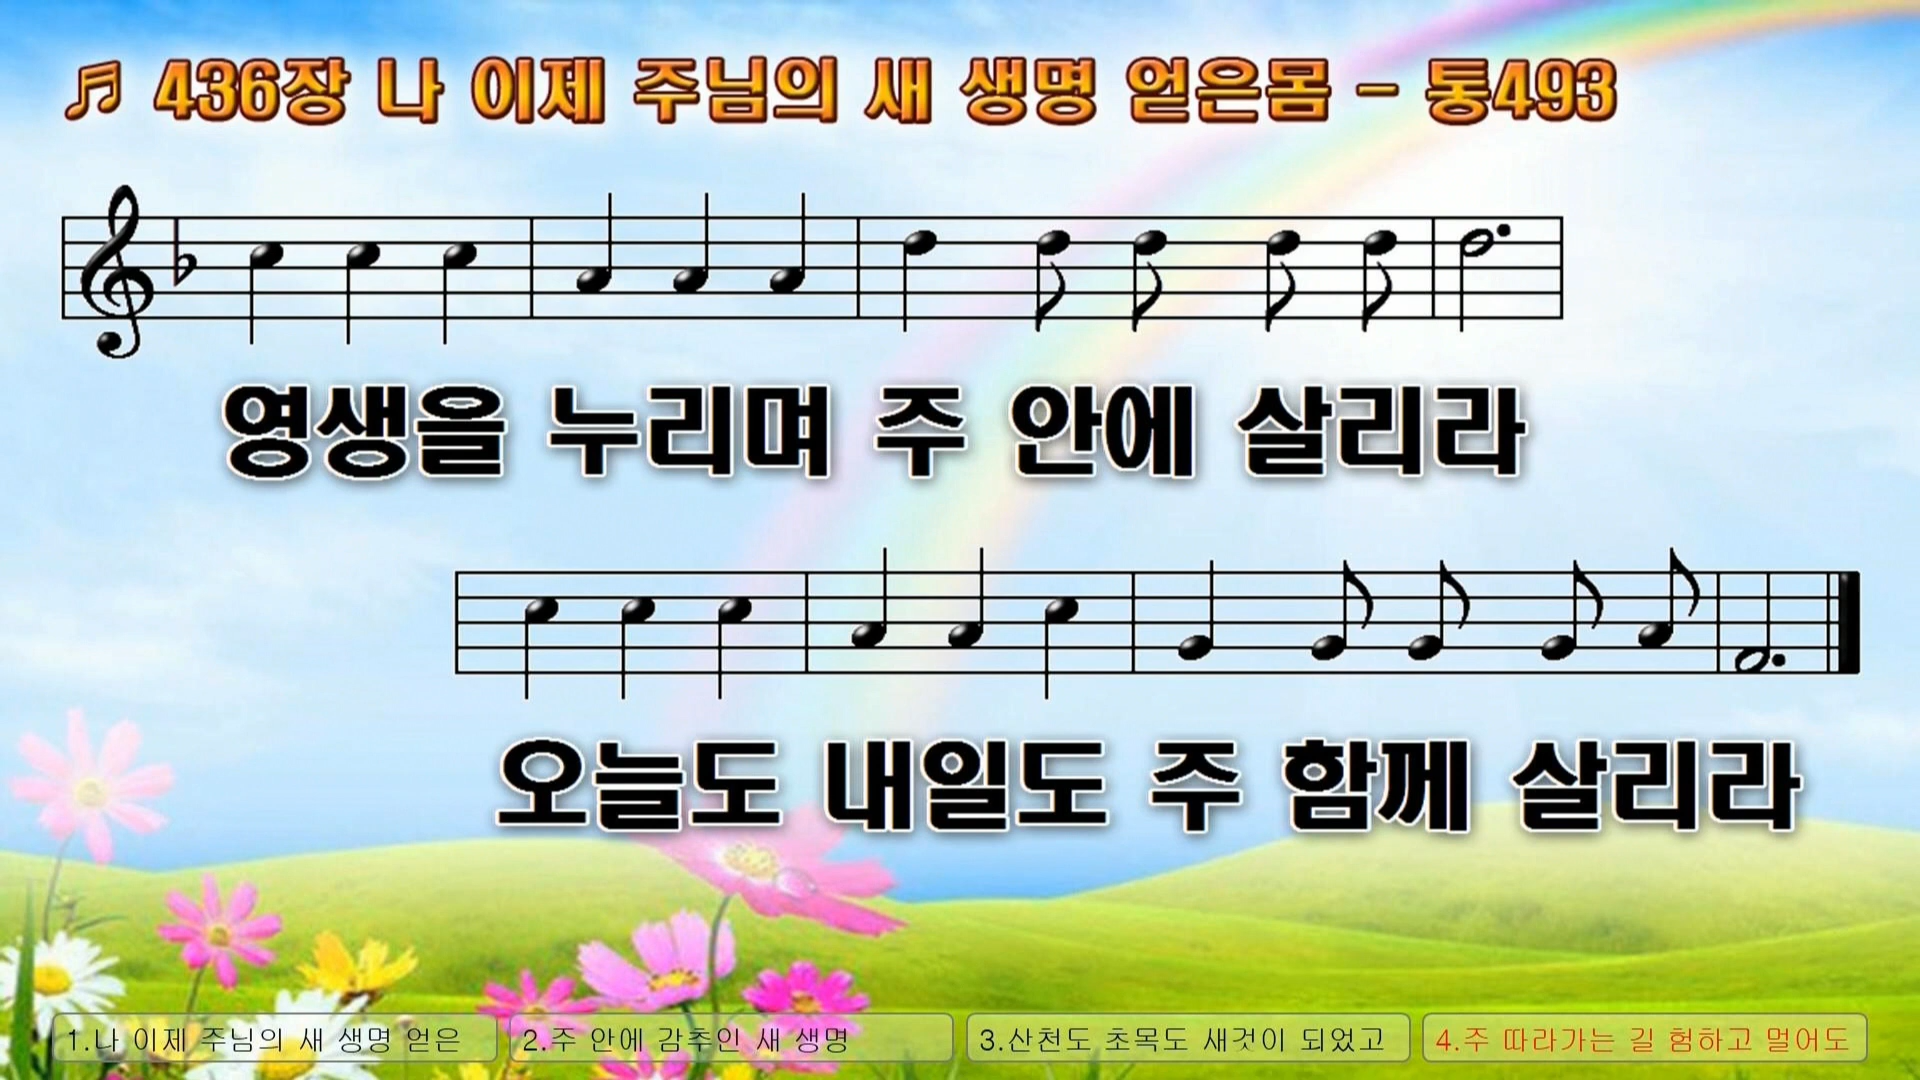 ♬ 436장 나 이제 주님의 새 생명 얻은몸 - 통493
영생을 누리며 주 안에 살리라
오늘도 내일도 주 함께 살리라
1.나 이제 주님의 새 생명 얻은
2.주 안에 감추인 새 생명
3.산천도 초목도 새것이 되었고
4.주 따라가는 길 험하고 멀어도